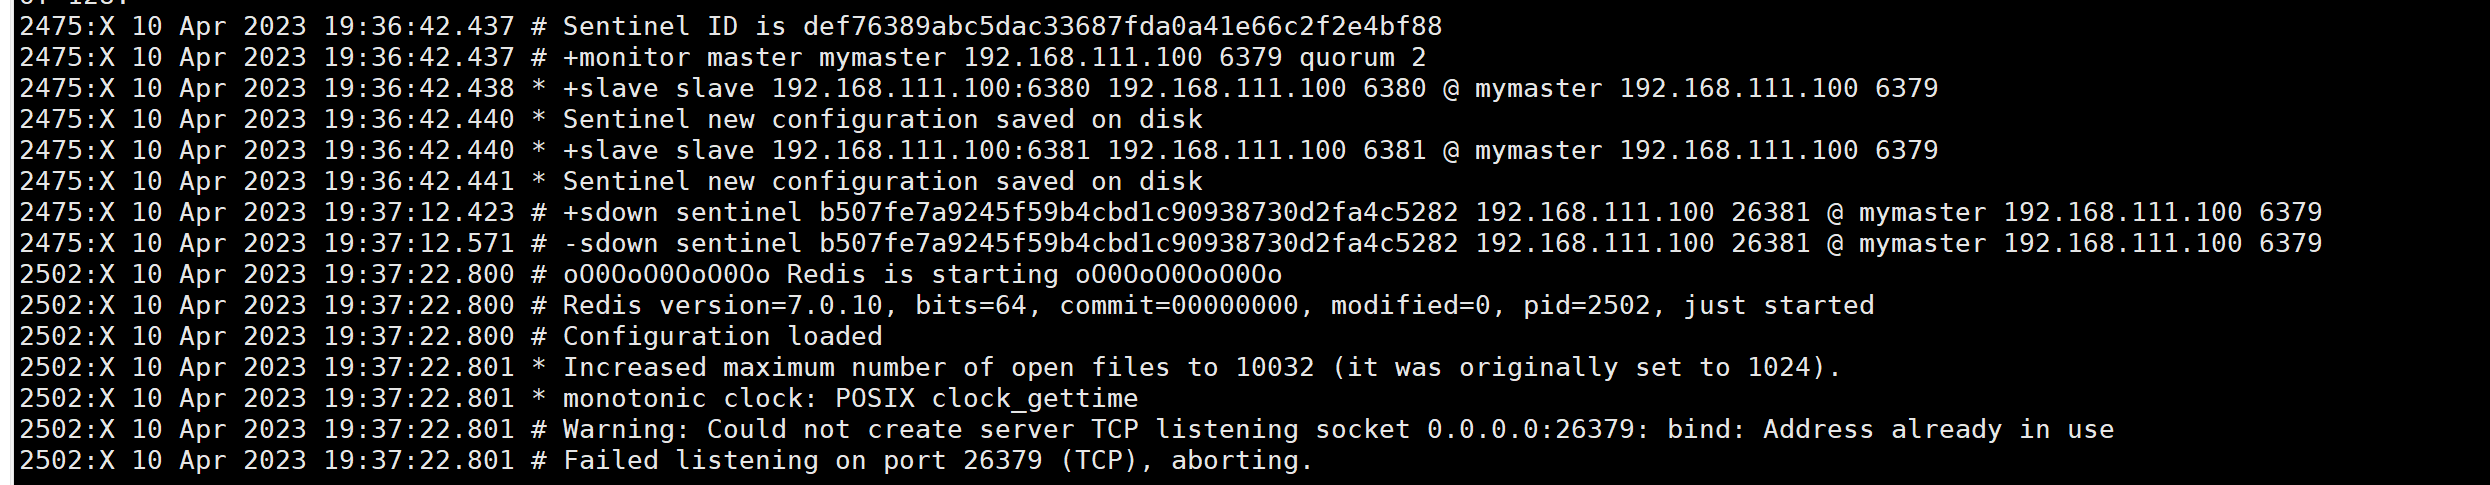 2475:X 10 Apr 2023 19:36:42.437 # Sentinel ID is def76389abc5dac33687fda0a41e66c2f2e4bf88
2475:X 10 Apr 2023 19:36:42.437 # +monitor master mymaster 192.168.111.100 6379 quorum 2
2475:X 10 Apr 2023 19:36:42.438 * +slave slave 192.168.111.100:6380 192.168.111.100 6380 @ mymaster 192.168.111.100 6379
2475:X 10 Apr 2023 19:36:42.440 * Sentinel new configuration saved on disk
2475:X 10 Apr 2023 19:36:42.440 * +slave slave 192.168.111.100:6381 192.168.111.100 6381 @ mymaster 192.168.111.100 6379
2475:X 10 Apr 2023 19:36:42.441 * Sentinel new configuration saved on disk
2475:X 10 Apr 2023 19:37:12.423 # +sdown sentinel b507fe7a9245f59b4cbd1c90938730d2fa4c5282 192.168.111.100 26381 @ mymaster 192.168.111.100 6379
2475:X 10 Apr 2023 19:37:12.571 # -sdown sentinel b507fe7a9245f59b4cbd1c90938730d2fa4c5282 192.168.111.100 26381 @ mymaster 192.168.111.100 6379
2502:X 10 Apr 2023 19:37:22.800 # oO0OoO0OoO0Oo Redis is starting oO0OoO0OoO0Oo
2502:X 10 Apr 2023 19:37:22.800 # Redis version=7.0.10, bits=64, commit=00000000, modified=0, pid=2502, just started
2502:X 10 Apr 2023 19:37:22.800 # Configuration loaded
2502:X 10 Apr 2023 19:37:22.801 * Increased maximum number of open files to 10032 (it was originally set to 1024).
2502:X 10 Apr 2023 19:37:22.801 * monotonic clock: POSIX clock_gettime
2502:X 10 Apr 2023 19:37:22.801 # Warning: Could not create server TCP listening socket 0.0.0.0:26379: bind: Address already in use
2502:X 10 Apr 2023 19:37:22.801 # Failed listening on port 26379 (TCP), aborting.